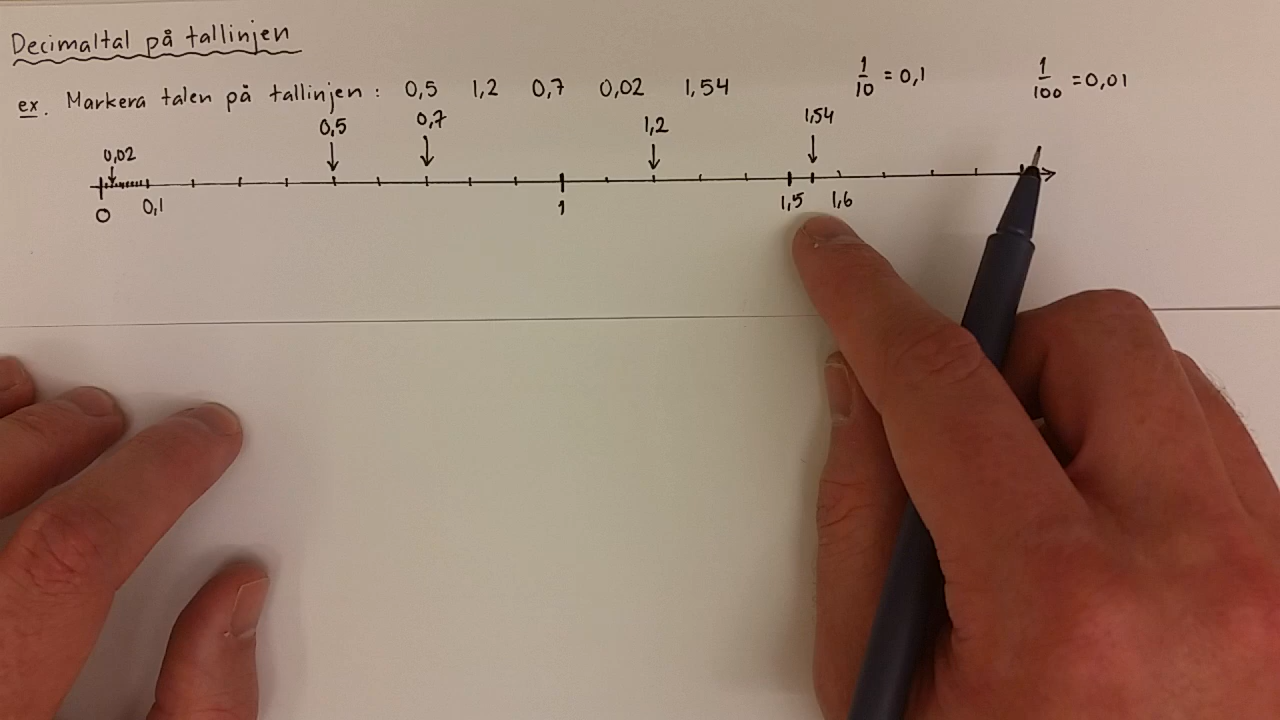 Decimaltal på tallinjen
ex. Markera talen på tallinjen : 0,5 1,2 0,7 0,02 1,54
1/10 = 0,1
1/100 = 0,01
0,02 0,5 0,7 1,2 1,54
0 0,1 1 1,5 1,6